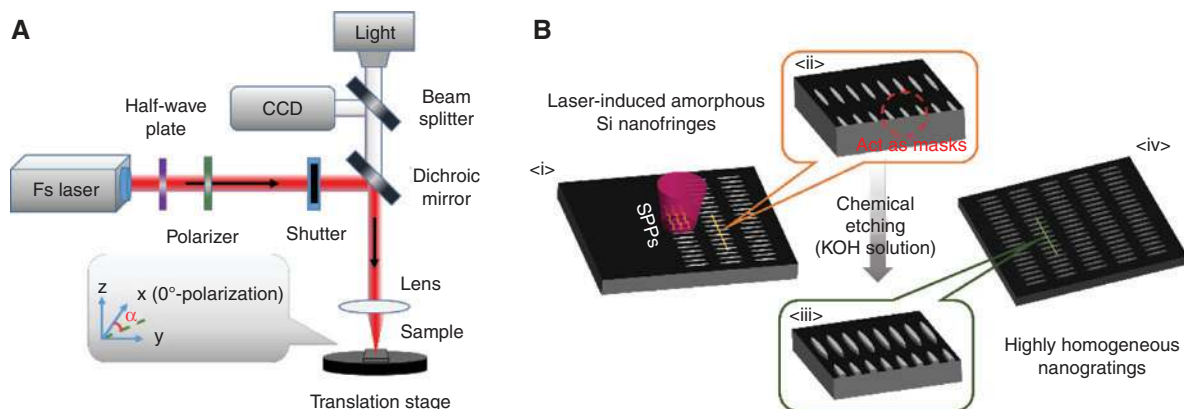 A
Light
Half-wave
plate
CCD
Beam
splitter
Fs laser
Dichroic
mirror
Polarizer
Shutter
z
x (0°-polarization)
α
y
Lens
Sample
Translation stage
B
<ii>
Laser-induced amorphous
Si nanofringes
Act as masks
<i>
SPPs
<iv>
Chemical
etching
(KOH solution)
<iii>
Highly homogeneous
nanogratings